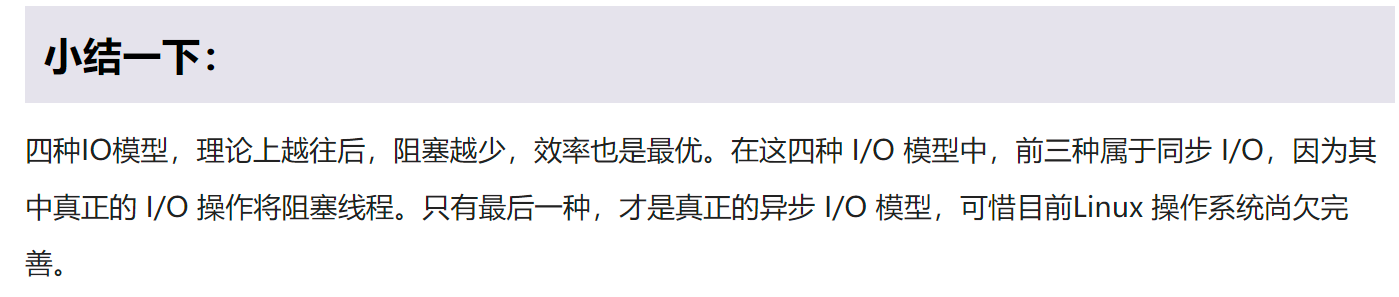 小结一下：
四种IO模型，理论上越往后，阻塞越少，效率也是最优。在这四种 I/O 模型中，前三种属于同步 I/O，因为其
中真正的 I/O 操作将阻塞线程。只有最后一种，才是真正的异步 I/O 模型，可惜目前Linux 操作系统尚欠完
善。